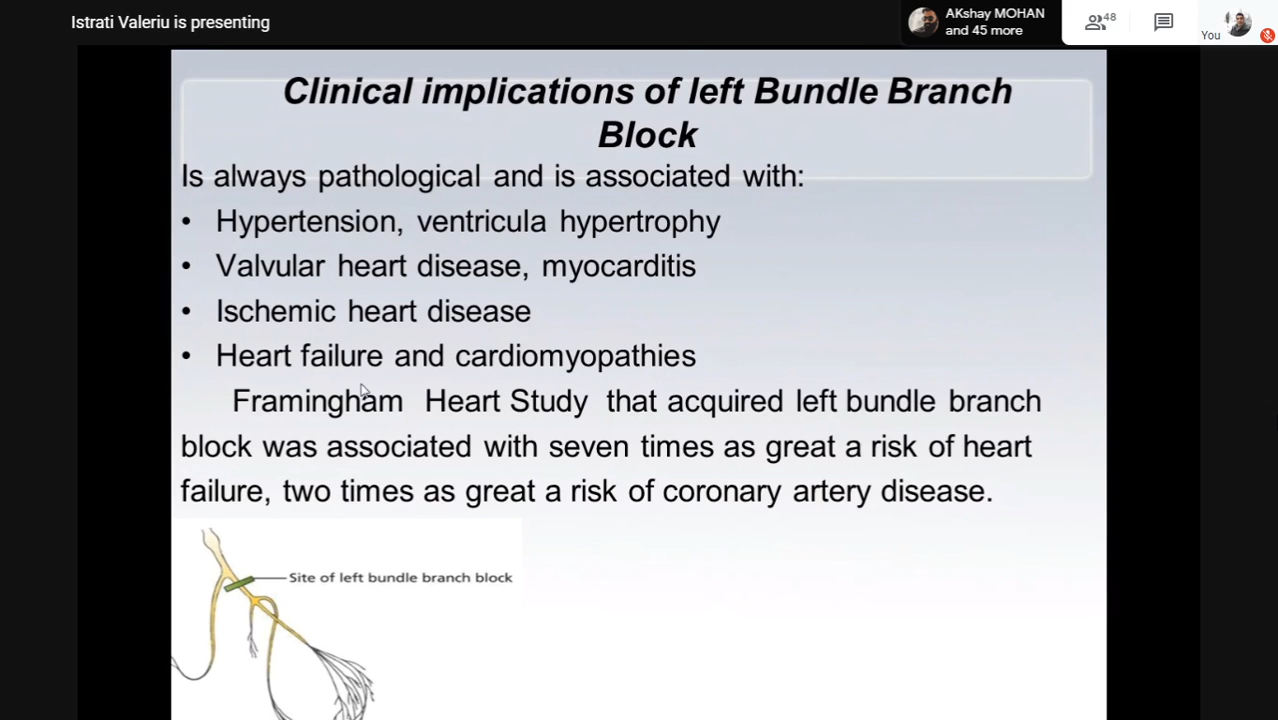 Istrati Valeriu is presenting
AKshay MOHAN
and 45 more
48
You
Clinical implications of left Bundle Branch
Block
Is always pathological and is associated with:
• Hypertension, ventricula hypertrophy
• Valvular heart disease, myocarditis
• Ischemic heart disease
• Heart failure and cardiomyopathies
Framingham Heart Study that acquired left bundle branch
block was associated with seven times as great a risk of heart
failure, two times as great a risk of coronary artery disease.
Site of left bundle branch block